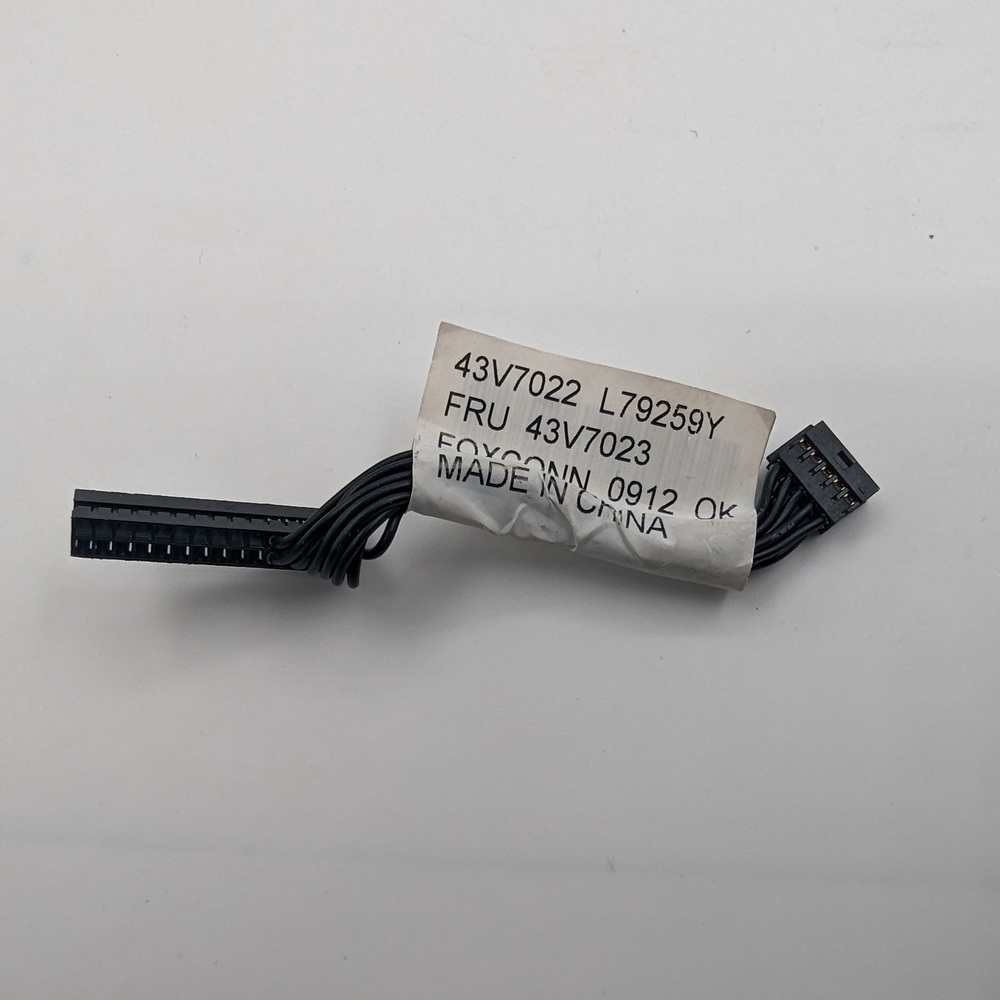 43V7022 L79259Y
FRU 43V7023
FOXCONN 0912 OK
MADE IN CHINA